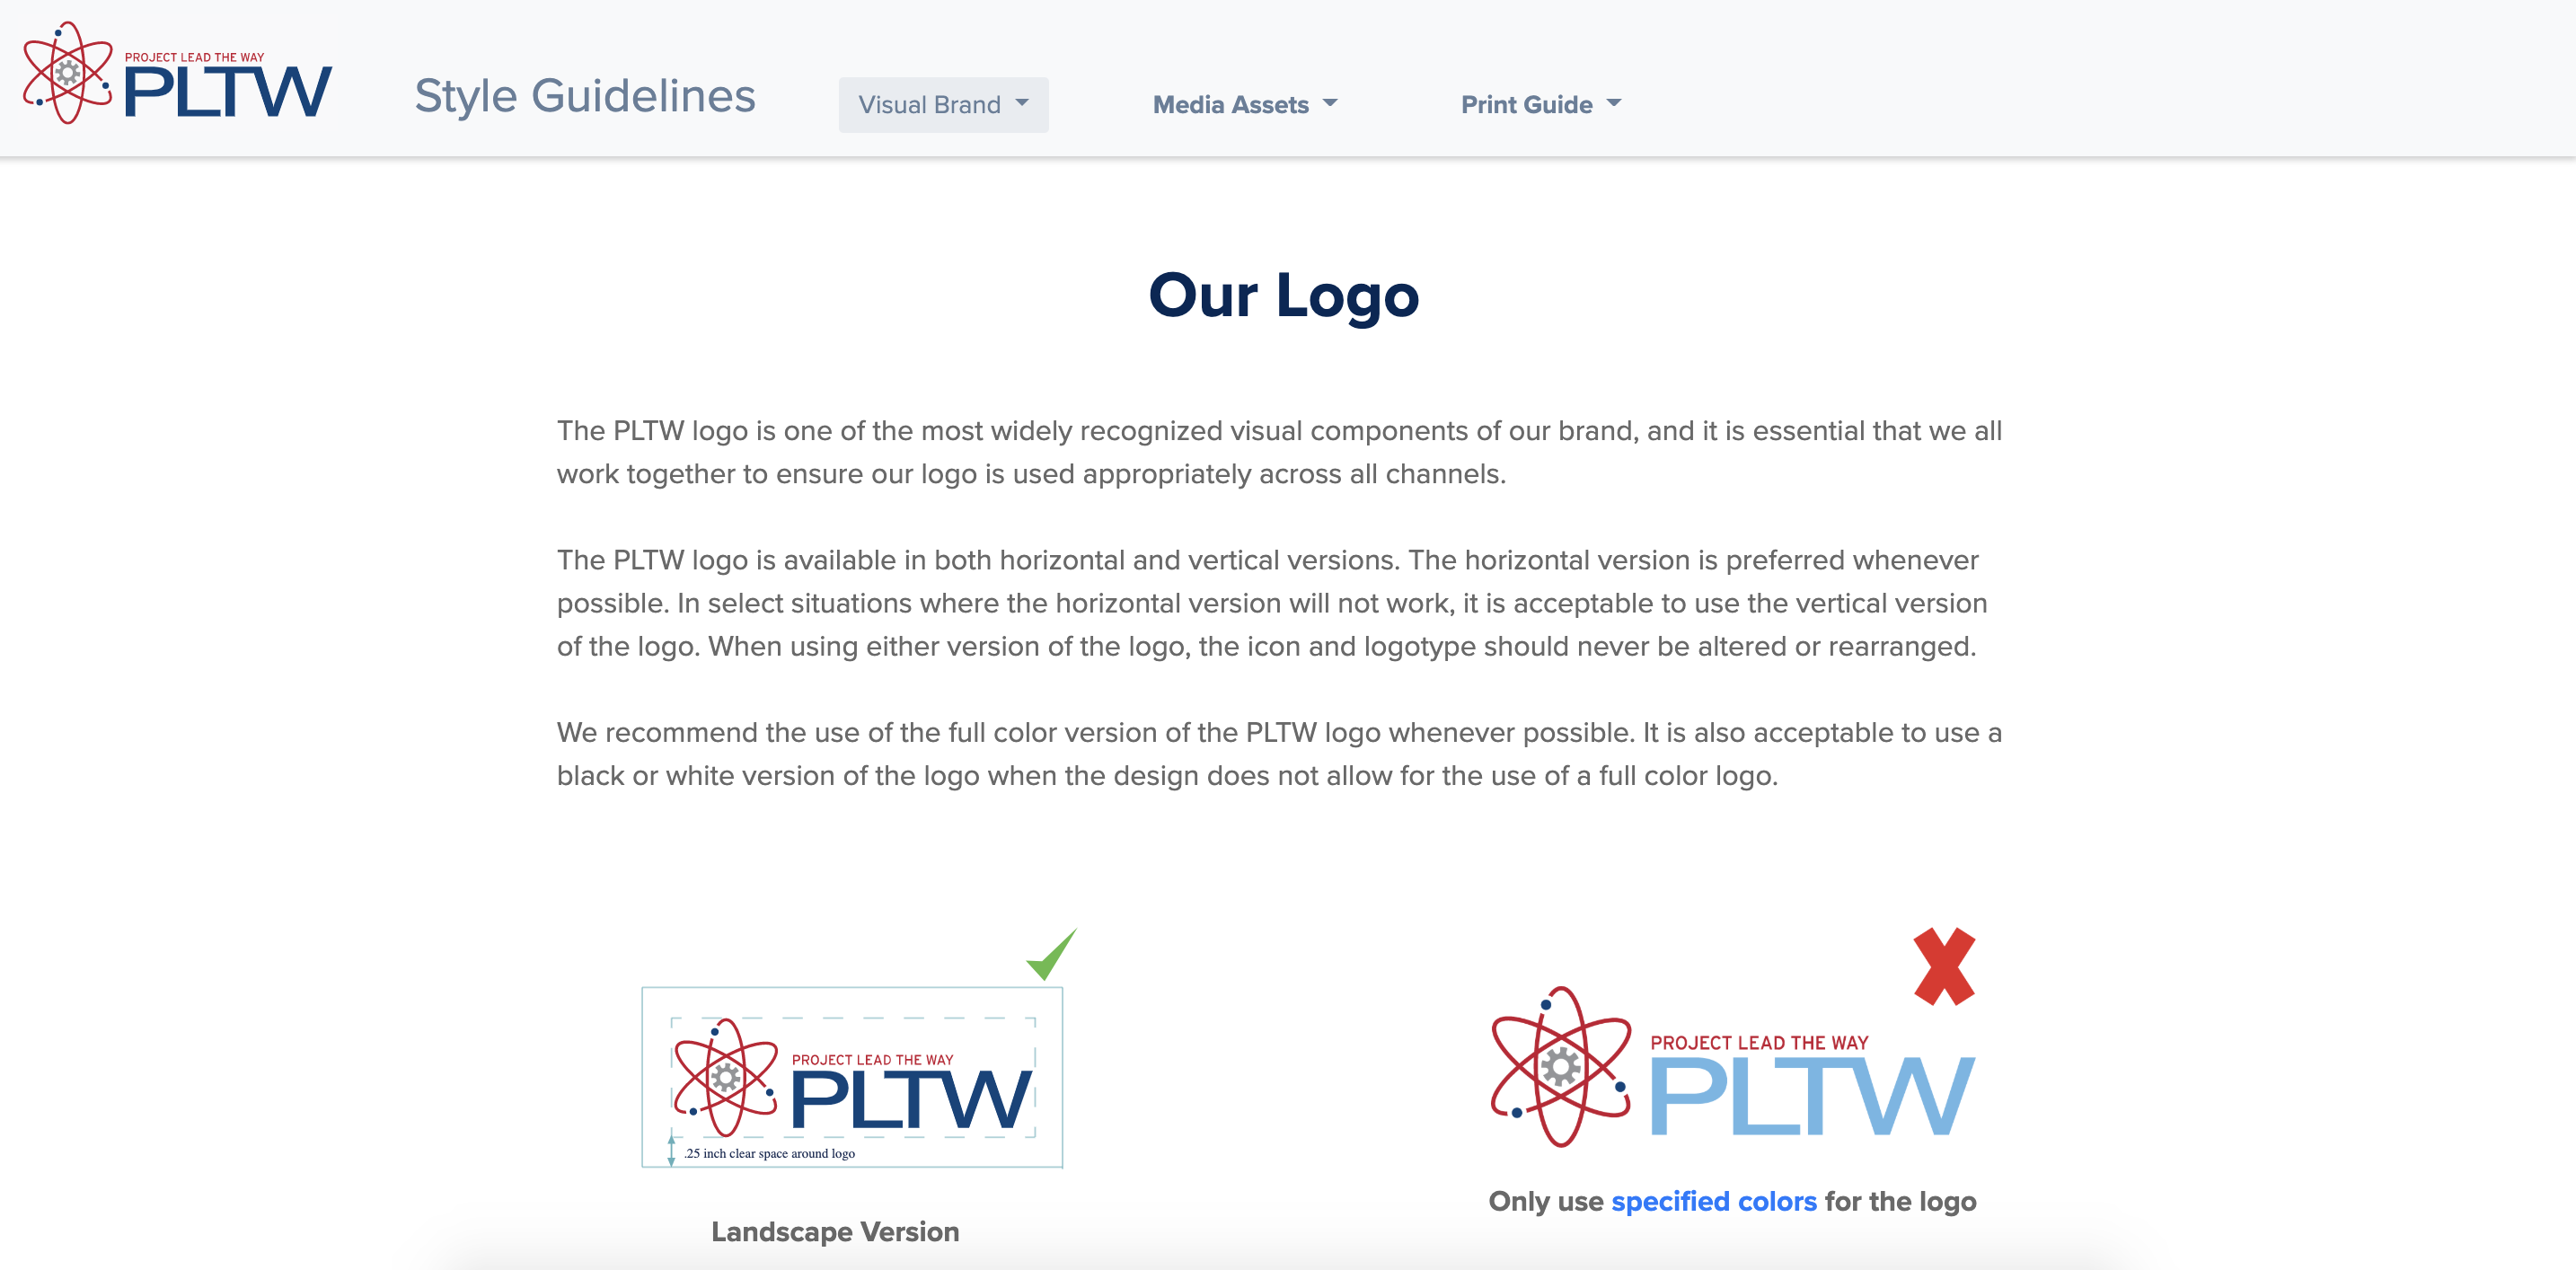 PROJECT LEAD THE WAY
PLTW
Style Guidelines
Visual Brand
Media Assets
Print Guide
Our Logo
The PLTW logo is one of the most widely recognized visual components of our brand, and it is essential that we all
work together to ensure our logo is used appropriately across all channels.
The PLTW logo is available in both horizontal and vertical versions. The horizontal version is preferred whenever
possible. In select situations where the horizontal version will not work, it is acceptable to use the vertical version
of the logo. When using either version of the logo, the icon and logotype should never be altered or rearranged.
We recommend the use of the full color version of the PLTW logo whenever possible. It is also acceptable to use a
black or white version of the logo when the design does not allow for the use of a full color logo.
PROJECT LEAD THE WAY
PLTW
.25 inch clear space around logo
Landscape Version
PROJECT LEAD THE WAY
PLTW
Only use specified colors for the logo